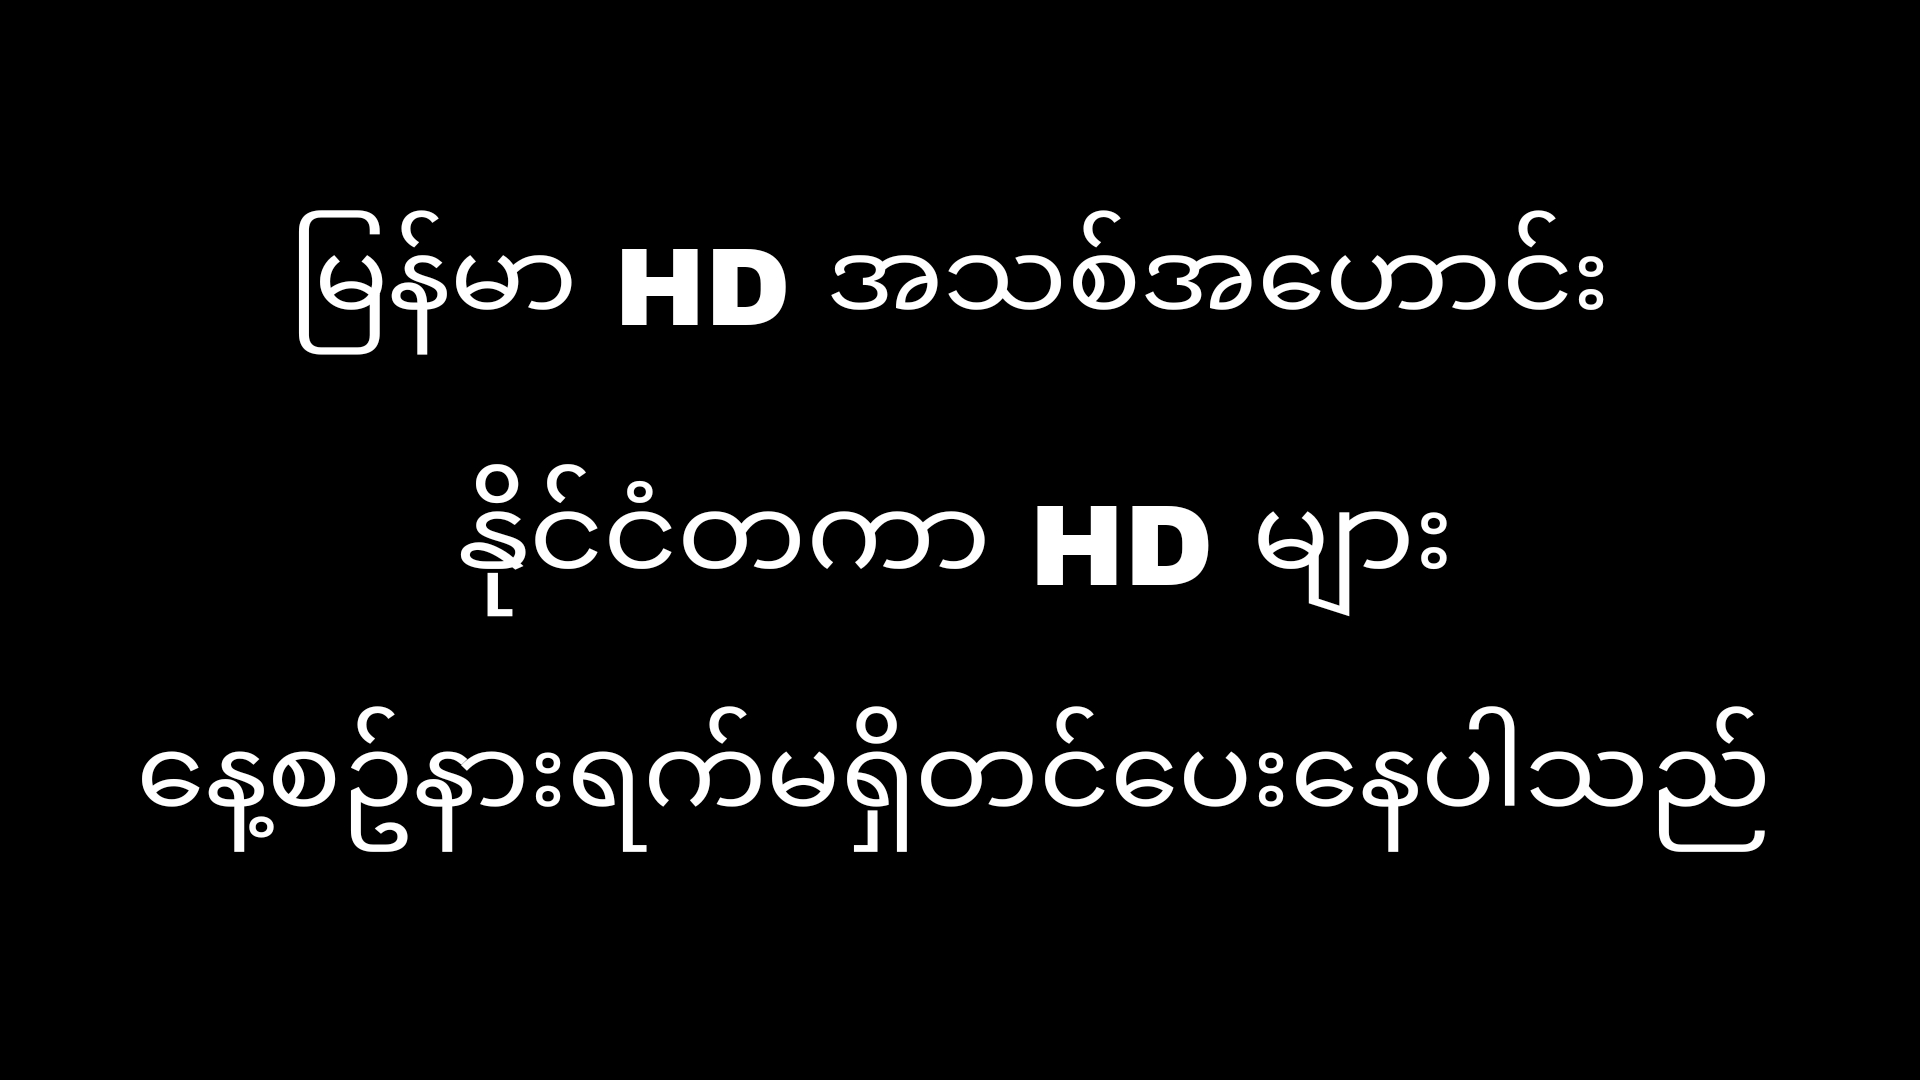 မြန်မာ HD အသစ်အဟောင်း
နိုင်ငံတကာ HD များ
နေ့စဥ်နားရက်မရှိတင်ပေးနေပါသည်